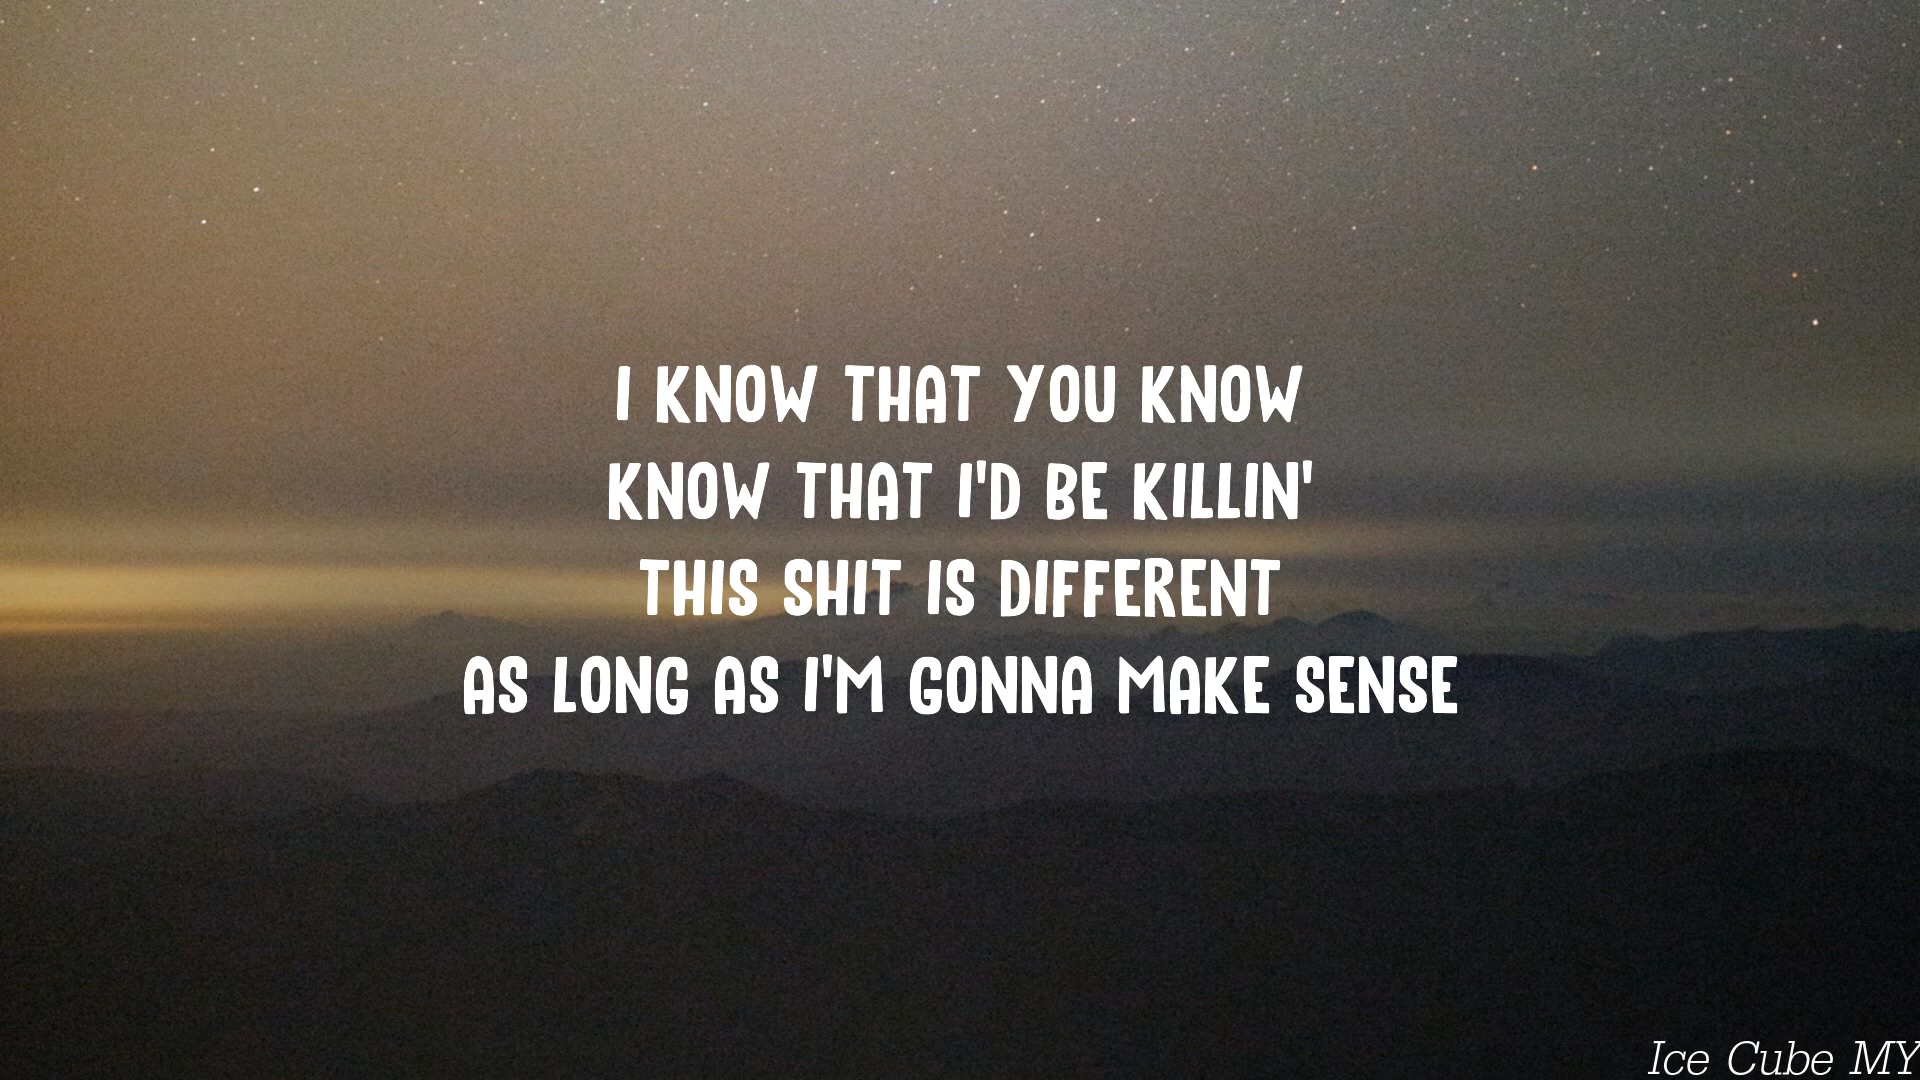 I KNOW THAT YOU KNOW
KNOW THAT I'D BE KILLIN'
THIS SHIT IS DIFFERENT
AS LONG AS I'M GONNA MAKE SENSE
Ice Cube MY